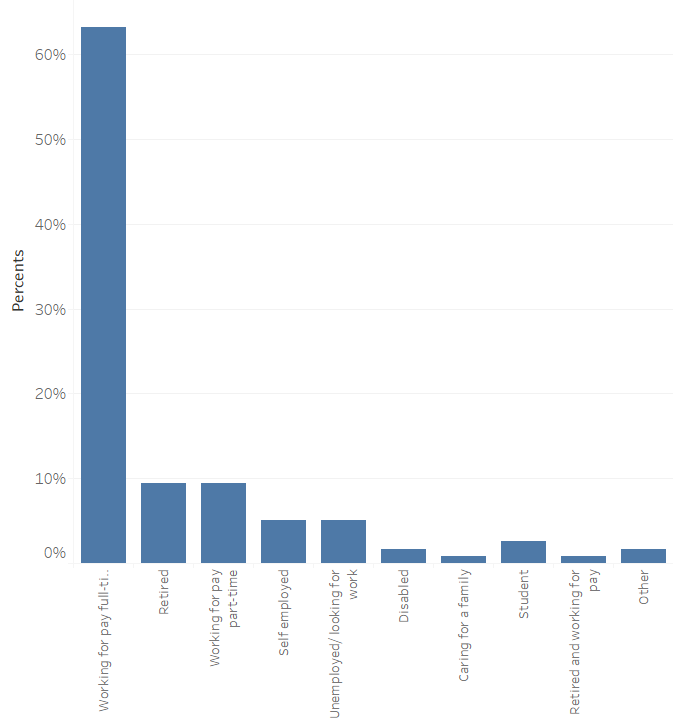 60%
50%
40%
30%
20%
10%
0%
Percents
Working for pay full-ti..
Retired
Working for pay
part-time
Self employed
Unemployed/ looking for
work
Disabled
Caring for a family
Student
Retired and working for
pay
Other